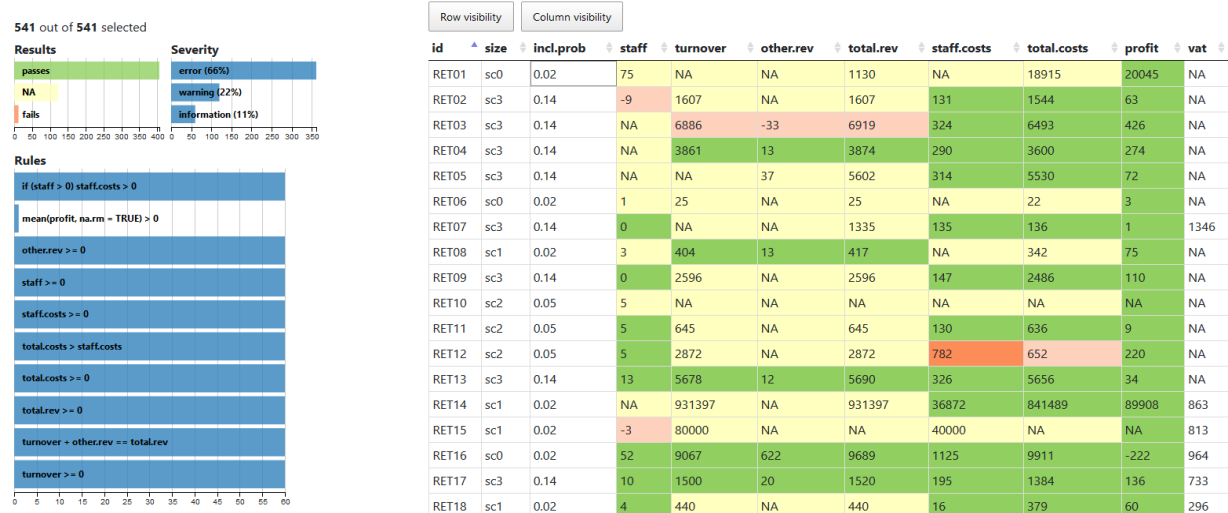 541 out of 541 selected
Results
passes
NA
fails
0 50 100 150 200 250 300 350 400
Severity
error (66%)
warning (22%)
information (11%)
0 50 100 150 200 250 300 350
Rules
if (staff > 0) staff.costs > 0
mean(profit, na.rm = TRUE) > 0
other.rev >= 0
staff >= 0
staff.costs >= 0
total.costs > staff.costs
total.costs >= 0
total.rev >= 0
turnover + other.rev == total.rev
turnover >= 0
0 5 10 15 20 25 30 35 40 45 50 55 60
Row visibility Column visibility
id size incl.prob staff turnover other.rev total.rev staff.costs total.costs profit vat
RET01 sc0 0.02 75 NA NA 1130 NA 18915 20045 NA
RET02 sc3 0.14 -9 1607 NA 1607 131 1544 63 NA
RET03 sc3 0.14 NA 6886 -33 6919 324 6493 426 NA
RET04 sc3 0.14 NA 3861 13 3874 290 3600 274 NA
RET05 sc3 0.14 NA NA 37 5602 314 5530 72 NA
RET06 sc0 0.02 1 25 NA 25 NA 22 3 NA
RET07 sc3 0.14 0 NA NA 1335 135 136 1 1346
RET08 sc1 0.02 3 404 13 417 NA 342 75 NA
RET09 sc3 0.14 0 2596 NA 2596 147 2486 110 NA
RET10 sc2 0.05 5 NA NA NA NA NA NA NA
RET11 sc2 0.05 5 645 NA 645 130 636 9 NA
RET12 sc2 0.05 5 2872 NA 2872 782 652 220 NA
RET13 sc3 0.14 13 5678 12 5690 326 5656 34 NA
RET14 sc1 0.02 NA 931397 NA 931397 36872 841489 89908 863
RET15 sc1 0.02 -3 80000 NA NA 40000 NA NA 813
RET16 sc0 0.02 52 9067 622 9689 1125 9911 -222 964
RET17 sc3 0.14 10 1500 20 1520 195 1384 136 733
RET18 sc1 0.02 4 440 NA 440 16 379 60 296